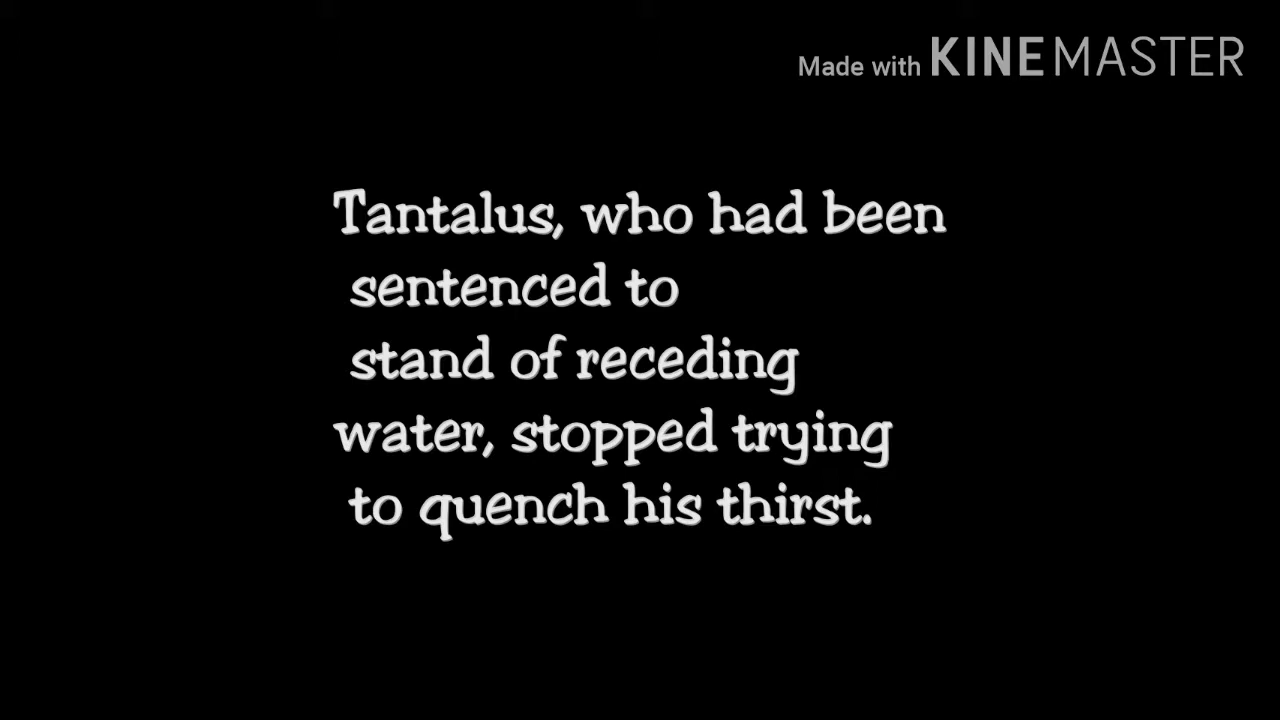 Made with KINEMASTER
Tantalus, who had been
sentenced to
stand of receding
water, stopped trying
to quench his thirst.